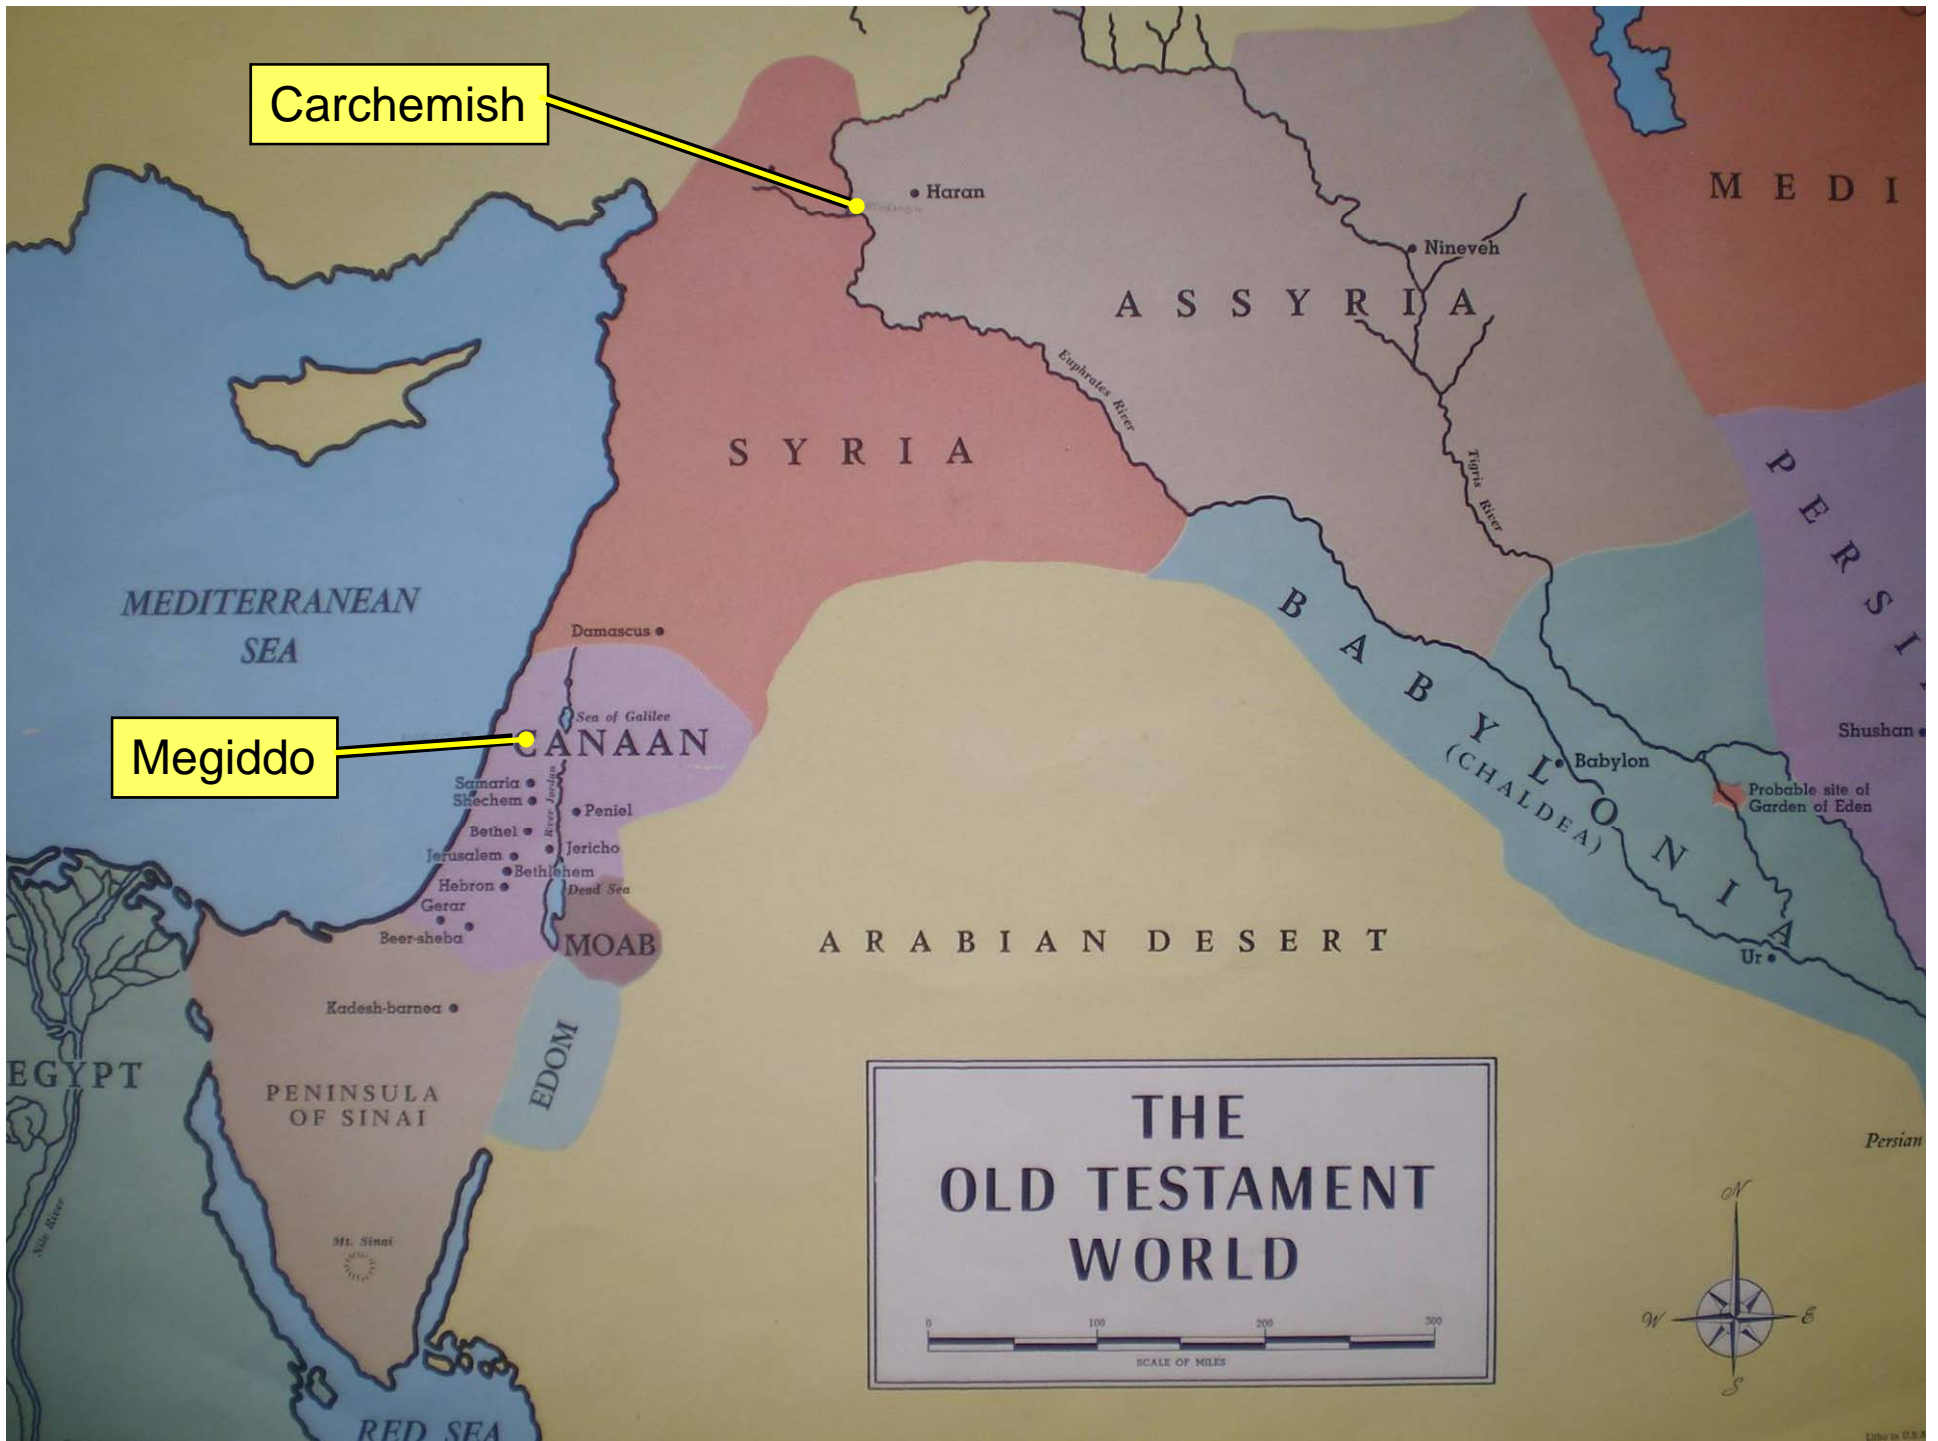 Carchemish
Haran
MEDI
Nineveh
ASSYRIA
Euphrates River
SYRIA
Tigris River
PERSI
MEDITERRANEAN
SEA
Damascus
BABYLONIA
(CHALDEA)
Sea of Galilee
CANAAN
Megiddo
Shushan
Babylon
Samaria
Shechem
River Jordan
Peniel
Probable site of
Garden of Eden
Bethel
Jericho
Jerusalem
Bethlehem
Hebron
Dead Sea
Gerar
Beer-sheba
MOAB
ARABIAN DESERT
Ur
Kadesh-barnea
EGYPT
EDOM
PENINSULA
OF SINAI
THE
OLD TESTAMENT
WORLD
Persian
Nile River
Mt. Sinai
N
W
E
S
0 100 200 300
SCALE OF MILES
RED SEA
Litho in U.S.A